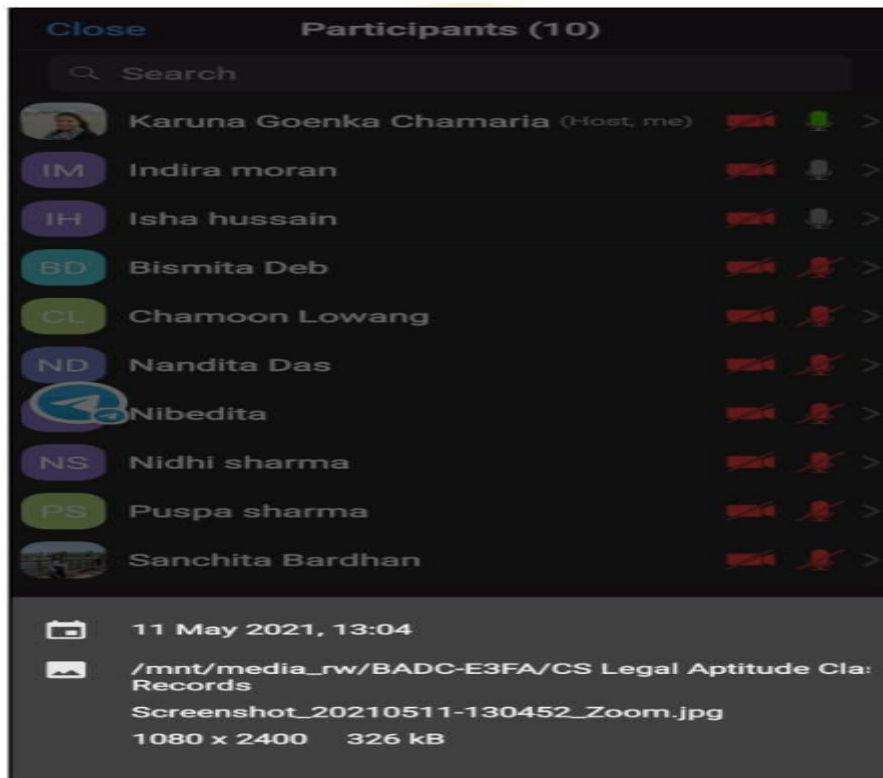 Close Participants (10)
Search
Karuna Goenka Chamaria (Host, me)
IM Indira moran
IH Isha hussain
BD Bismita Deb
CL Chamoon Lowang
ND Nandita Das
Nibedita
NS Nidhi sharma
PS Puspa sharma
Sanchita Bardhan
11 May 2021, 13:04
/mnt/media_rw/BADC-E3FA/CS Legal Aptitude Cla
Records
Screenshot_20210511-130452_Zoom.jpg
1080 x 2400 326 kB